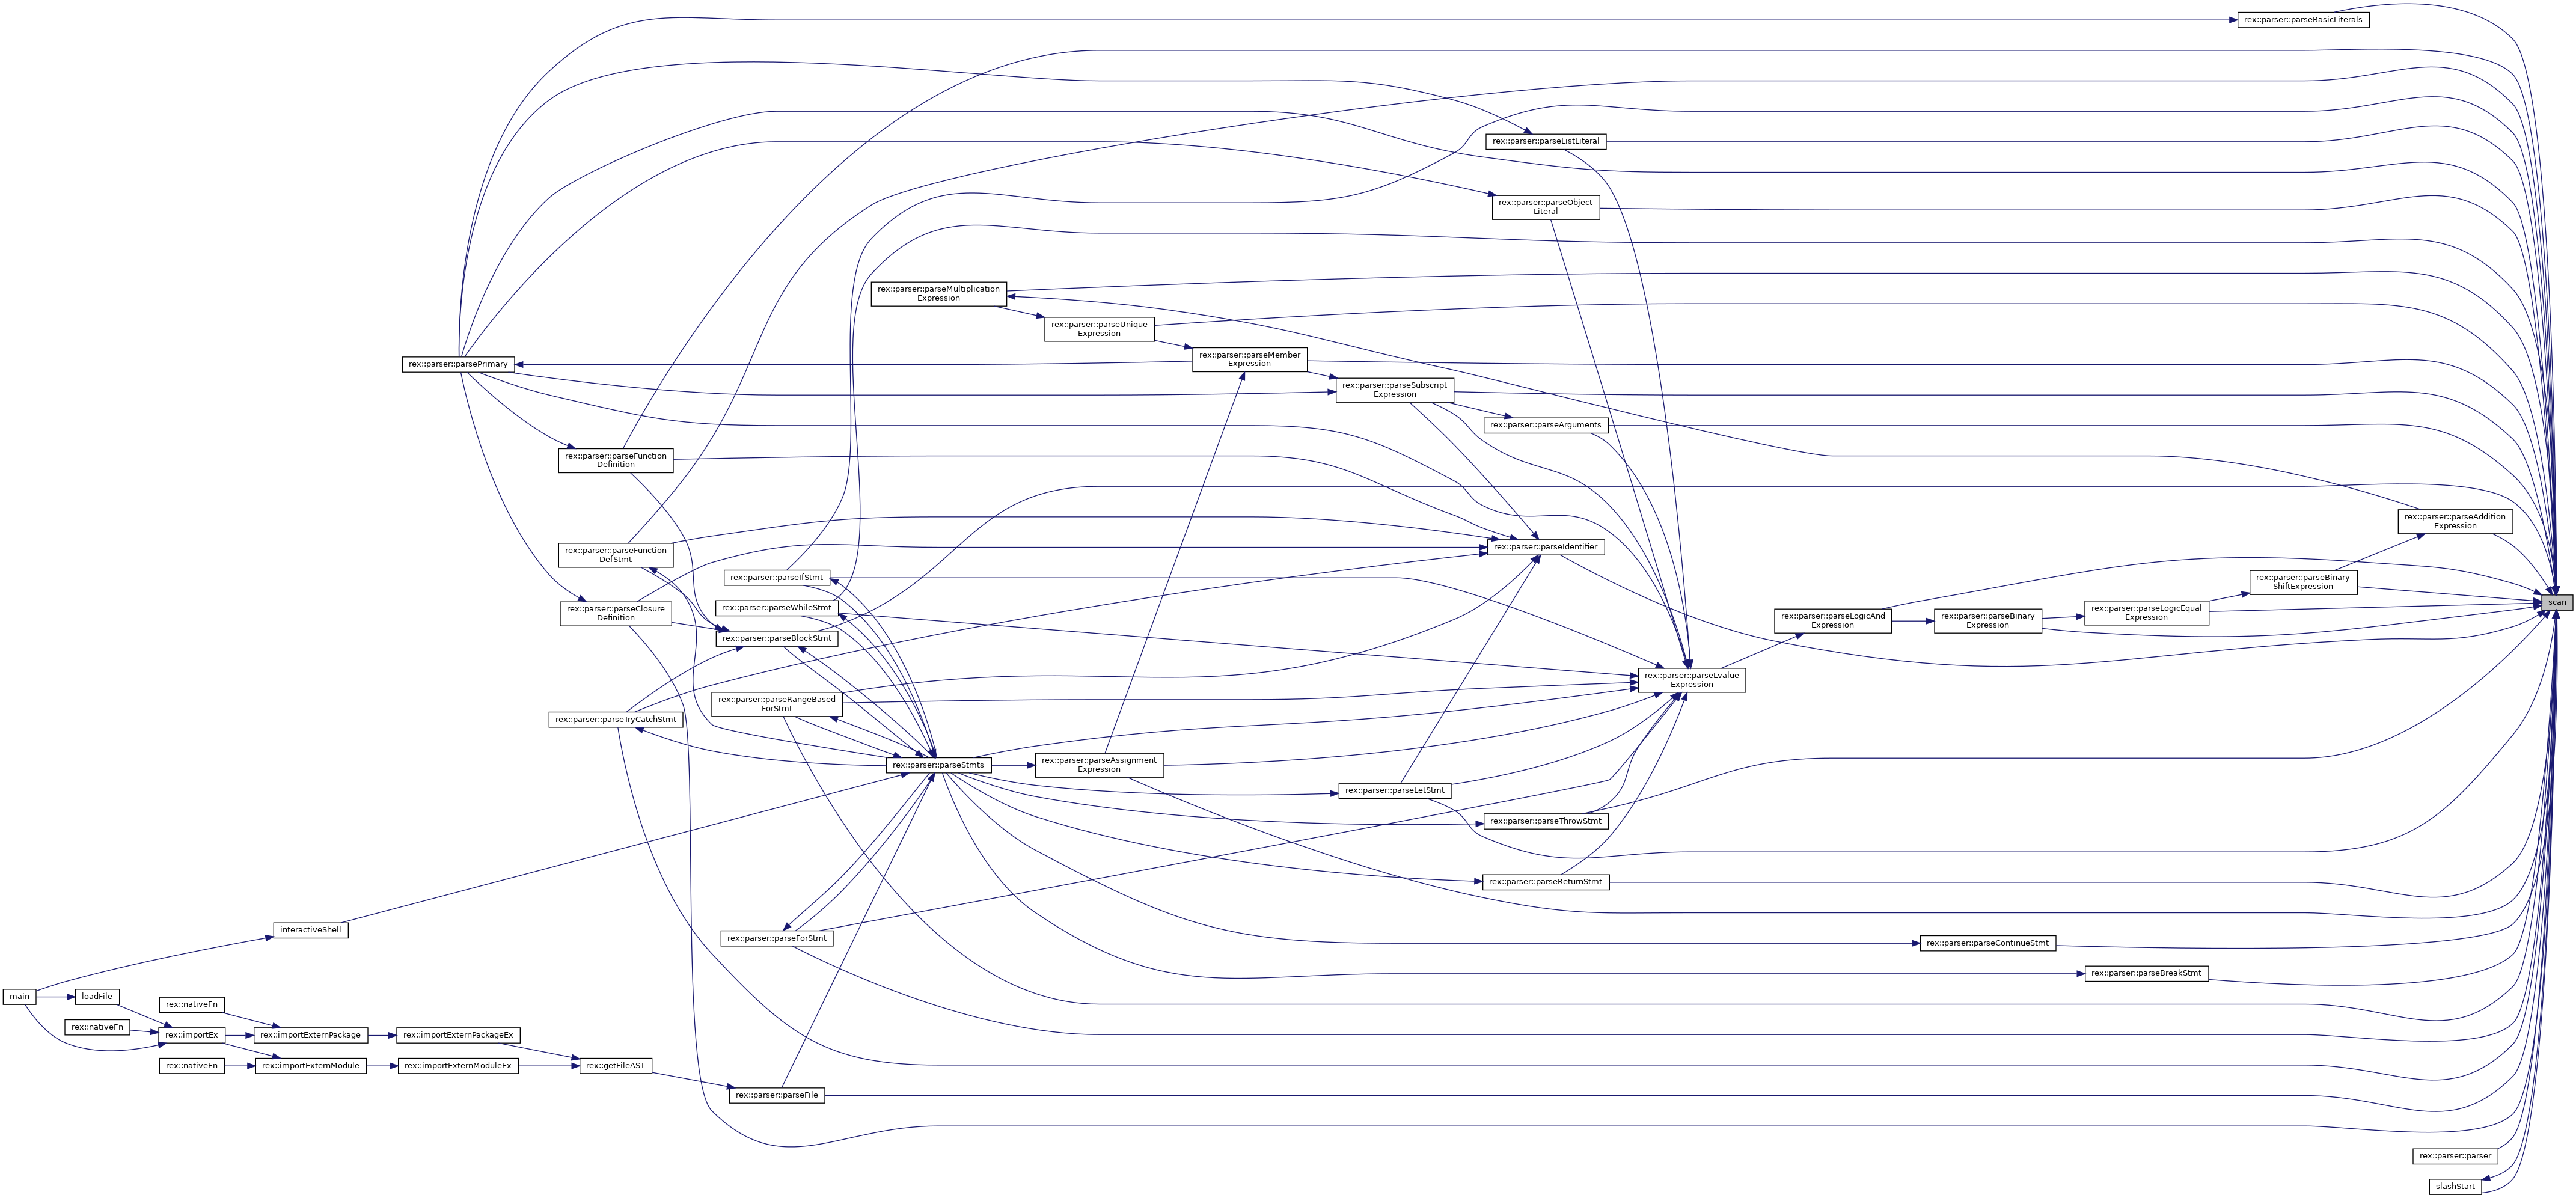 rex::parser::parseBasicLiterals
rex::parser::parseListLiteral
rex::parser::parseObject
Literal
rex::parser::parseMultiplication
Expression
rex::parser::parseUnique
Expression
rex::parser::parseMember
Expression
rex::parser::parsePrimary
rex::parser::parseSubscript
Expression
rex::parser::parseArguments
rex::parser::parseFunction
Definition
rex::parser::parseAddition
Expression
rex::parser::parseIdentifier
rex::parser::parseFunction
DefStmt
rex::parser::parseIfStmt
rex::parser::parseBinary
ShiftExpression
scan
rex::parser::parseWhileStmt
rex::parser::parseClosure
Definition
rex::parser::parseLogicEqual
Expression
rex::parser::parseBinary
Expression
rex::parser::parseLogicAnd
Expression
rex::parser::parseBlockStmt
rex::parser::parseLvalue
Expression
rex::parser::parseRangeBased
ForStmt
rex::parser::parseTryCatchStmt
rex::parser::parseStmts
rex::parser::parseAssignment
Expression
rex::parser::parseLetStmt
rex::parser::parseThrowStmt
rex::parser::parseReturnStmt
interactiveShell
rex::parser::parseForStmt
rex::parser::parseContinueStmt
rex::parser::parseBreakStmt
main
loadFile
rex::nativeFn
rex::nativeFn
rex::importEx
rex::importExternPackage
rex::importExternPackageEx
rex::nativeFn
rex::importExternModule
rex::importExternModuleEx
rex::getFileAST
rex::parser::parseFile
rex::parser::parser
slashStart